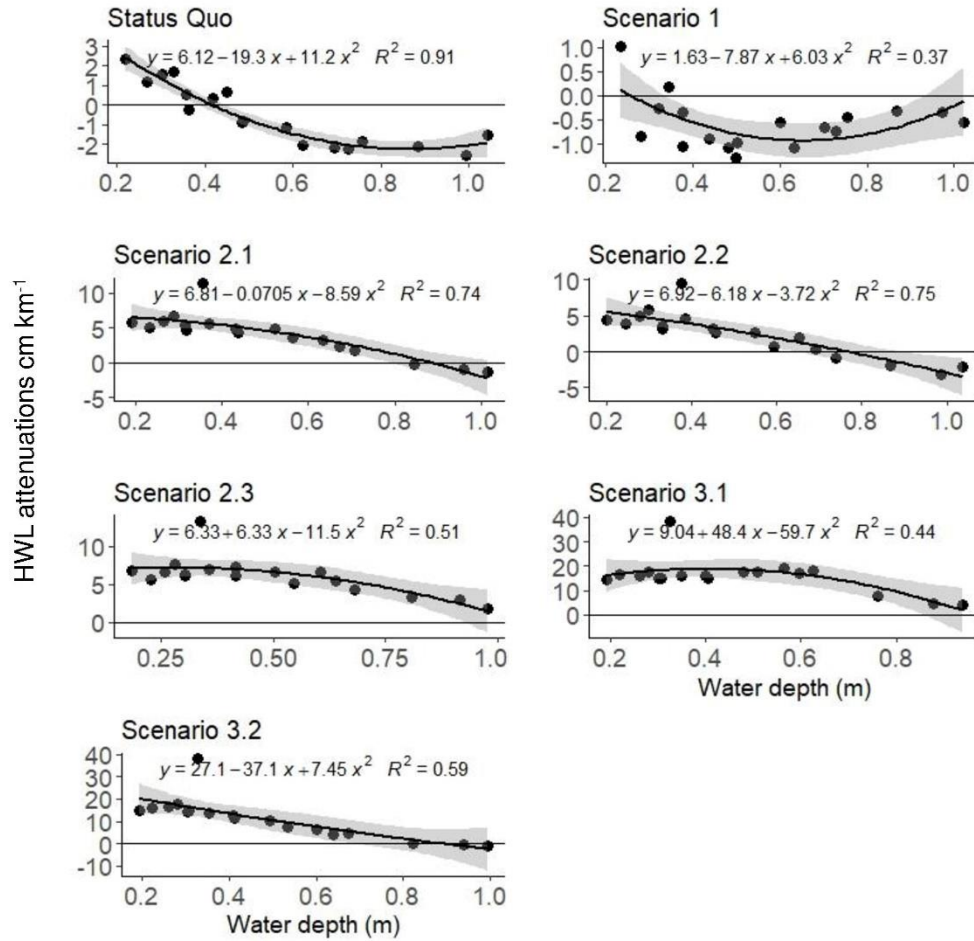 Status Quo
y = 6.12 − 19.3 x + 11.2 x² R² = 0.91
3
2
1
0
-1
-2
0.2 0.4 0.6 0.8 1.0
Scenario 1
y = 1.63 − 7.87 x + 6.03 x² R² = 0.37
1.0
0.5
0.0
-0.5
-1.0
0.2 0.4 0.6 0.8 1.0
HWL attenuations cm km⁻¹
Scenario 2.1
y = 6.81 − 0.0705 x − 8.59 x² R² = 0.74
10
5
0
-5
0.2 0.4 0.6 0.8 1.0
Scenario 2.2
y = 6.92 − 6.18 x − 3.72 x² R² = 0.75
10
5
0
-5
0.2 0.4 0.6 0.8 1.0
Scenario 2.3
y = 6.33 + 6.33 x − 11.5 x² R² = 0.51
10
5
0
0.25 0.50 0.75 1.00
Scenario 3.1
y = 9.04 + 48.4 x − 59.7 x² R² = 0.44
40
30
20
10
0
0.2 0.4 0.6 0.8
Water depth (m)
Scenario 3.2
y = 27.1 − 37.1 x + 7.45 x² R² = 0.59
40
30
20
10
0
-10
0.2 0.4 0.6 0.8 1.0
Water depth (m)